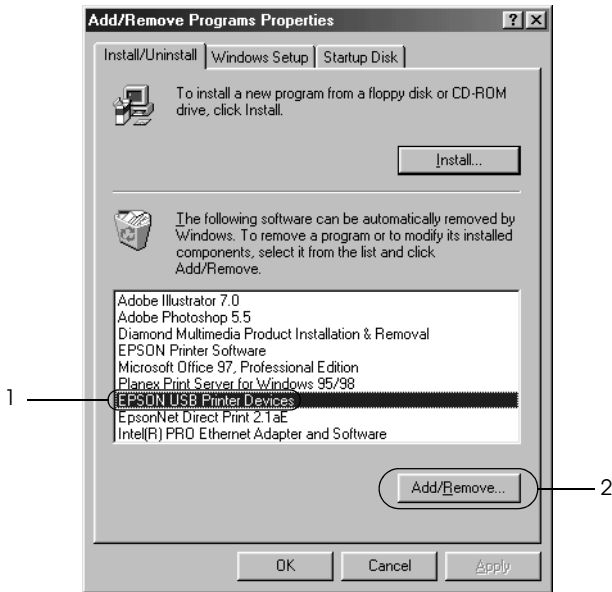 Add/Remove Programs Properties
Install/Uninstall Windows Setup Startup Disk
To install a new program from a floppy disk or CD-ROM
drive, click Install.
Install...
The following software can be automatically removed by
Windows. To remove a program or to modify its installed
components, select it from the list and click
Add/Remove.
Adobe Illustrator 7.0
Adobe Photoshop 5.5
Diamond Multimedia Product Installation & Removal
EPSON Printer Software
Microsoft Office 97, Professional Edition
Planex Print Server for Windows 95/98
1 EPSON USB Printer Devices
EpsonNet Direct Print 2.1aE
Intel(R) PRO Ethernet Adapter and Software
Add/Remove... 2
OK Cancel Apply